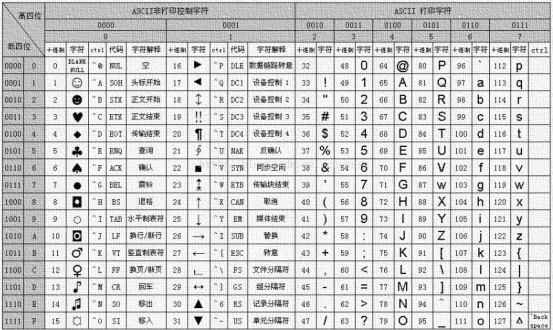 高四位 ASCII非打印控制字符 ASCII 打印字符
0000 0001 0010 0011 0100 0101 0110 0111
0 1 2 3 4 5 6 7
低四位 十进制 字符 ctrl 代码 字符解释 十进制 字符 ctrl 代码 字符解释 十进制 字符 十进制 字符 十进制 字符 十进制 字符 十进制 字符 十进制 字符 ctrl
0000 0 0 BLANK NULL ^@ NUL 空 16 ► ^P DLE 数据链路转意 32 48 0 64 @ 80 P 96 ` 112 p
0001 1 1 ☺ ^A SOH 头标开始 17 ◄ ^Q DC1 设备控制 1 33 ! 49 1 65 A 81 Q 97 a 113 q
0010 2 2 ☻ ^B STX 正文开始 18 ↕ ^R DC2 设备控制 2 34 " 50 2 66 B 82 R 98 b 114 r
0011 3 3 ♥ ^C ETX 正文结束 19 ‼ ^S DC3 设备控制 3 35 # 51 3 67 C 83 S 99 c 115 s
0100 4 4 ♦ ^D EOT 传输结束 20 ¶ ^T DC4 设备控制 4 36 $ 52 4 68 D 84 T 100 d 116 t
0101 5 5 ♣ ^E ENQ 查询 21 ∮ ^U NAK 反确认 37 % 53 5 69 E 85 U 101 e 117 u
0110 6 6 ♠ ^F ACK 确认 22 ■ ^V SYN 同步空闲 38 & 54 6 70 F 86 V 102 f 118 v
0111 7 7 ● ^G BEL 震铃 23 ↨ ^W ETB 传输块结束 39 ' 55 7 71 G 87 w 103 g 119 w
1000 8 8 ◘ ^H BS 退格 24 ↑ ^X CAN 取消 40 ( 56 8 72 H 88 X 104 h 120 x
1001 9 9 ○ ^I TAB 水平制表符 25 ↓ ^Y EM 媒体结束 41 ) 57 9 73 I 89 Y 105 i 121 y
1010 A 10 ◙ ^J LF 换行/新行 26 → ^Z SUB 替换 42 * 58 : 74 J 90 Z 106 j 122 z
1011 B 11 ♂ ^K VT 竖直制表符 27 ← ^[ ESC 转意 43 + 59 ; 75 K 91 [ 107 k 123 {
1100 C 12 ♀ ^L FF 换页/新页 28 ∟ ^\ FS 文件分隔符 44 , 60 < 76 L 92 \ 108 l 124 |
1101 D 13 ♪ ^M CR 回车 29 ↔ ^] GS 组分隔符 45 - 61 = 77 M 93 ] 109 m 125 }
1110 E 14 ♫ ^N SO 移出 30 ▲ ^6 RS 记录分隔符 46 . 62 > 78 N 94 ^ 110 n 126 ~
1111 F 15 ☼ ^O SI 移入 31 ▼ ^- US 单元分隔符 47 / 63 ? 79 O 95 _ 111 o 127 Δ ^Back space